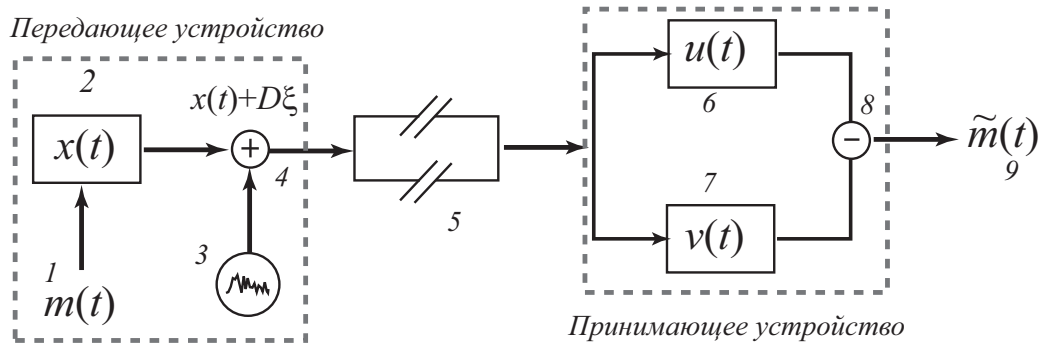 Передающее устройство
2
x(t)+Dξ
x(t)
+
4
3
1
m(t)
5
u(t)
6
8
−
m̃(t)
9
7
v(t)
Принимающее устройство